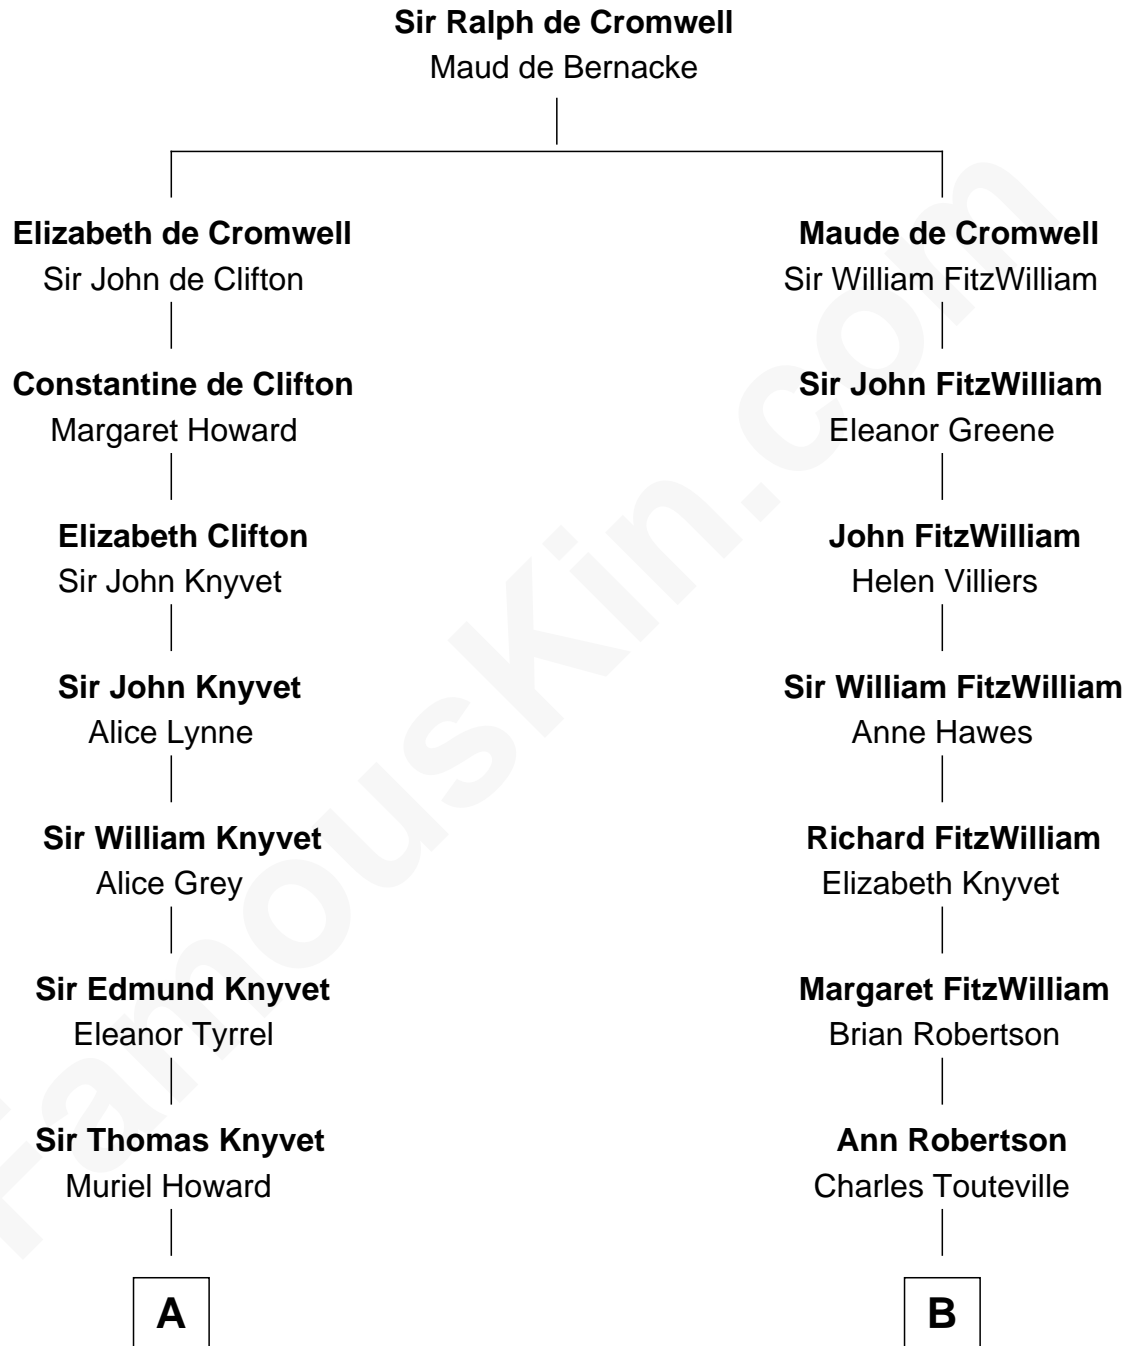 Sir Ralph de Cromwell
Maud de Bernacke
Elizabeth de Cromwell
Sir John de Clifton
Constantine de Clifton
Margaret Howard
Elizabeth Clifton
Sir John Knyvet
Sir John Knyvet
Alice Lynne
Sir William Knyvet
Alice Grey
Sir Edmund Knyvet
Eleanor Tyrrel
Sir Thomas Knyvet
Muriel Howard
A
Maude de Cromwell
Sir William FitzWilliam
Sir John FitzWilliam
Eleanor Greene
John FitzWilliam
Helen Villiers
Sir William FitzWilliam
Anne Hawes
Richard FitzWilliam
Elizabeth Knyvet
Margaret FitzWilliam
Brian Robertson
Ann Robertson
Charles Touteville
B
FamousKin.com